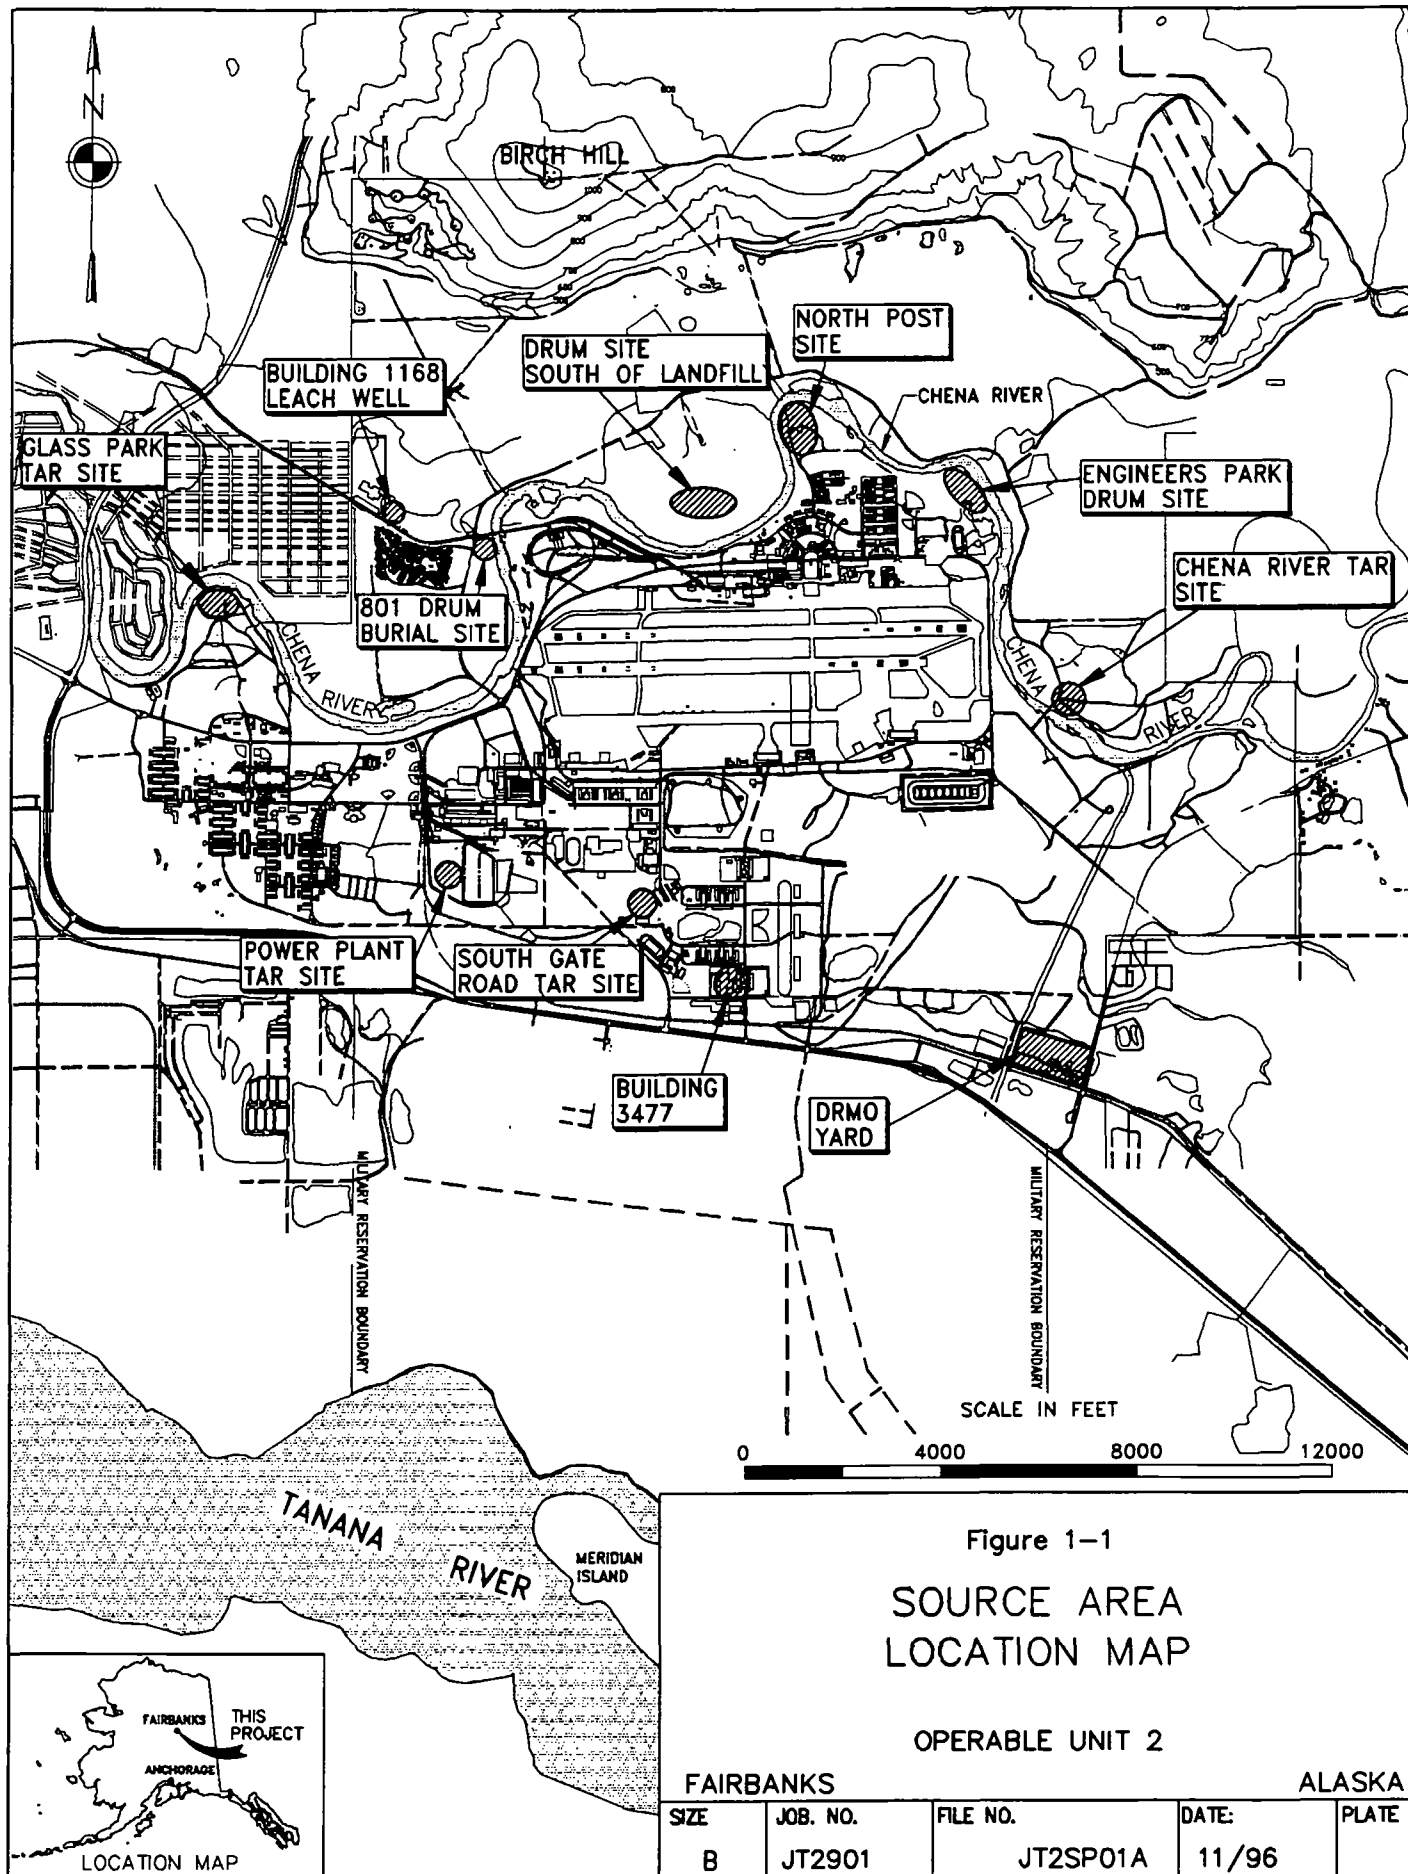 N
BIRCH HILL
900
1000
900
800
NORTH POST
SITE
DRUM SITE
SOUTH OF LANDFILL
BUILDING 1168
LEACH WELL
CHENA RIVER
GLASS PARK
TAR SITE
ENGINEERS PARK
DRUM SITE
CHENA RIVER TAR
SITE
801 DRUM
BURIAL SITE
CHENA
RIVER
CHENA
RIVER
POWER PLANT
TAR SITE
SOUTH GATE
ROAD TAR SITE
BUILDING
3477
DRMO
YARD
MILITARY RESERVATION BOUNDARY
MILITARY RESERVATION BOUNDARY
SCALE IN FEET
0 4000 8000 12000
TANANA
RIVER
MERIDIAN
ISLAND
Figure 1-1
SOURCE AREA
LOCATION MAP
OPERABLE UNIT 2
FAIRBANKS ALASKA
SIZE JOB. NO. FILE NO. DATE: PLATE
B JT2901 JT2SP01A 11/96
FAIRBANKS
THIS
PROJECT
ANCHORAGE
LOCATION MAP